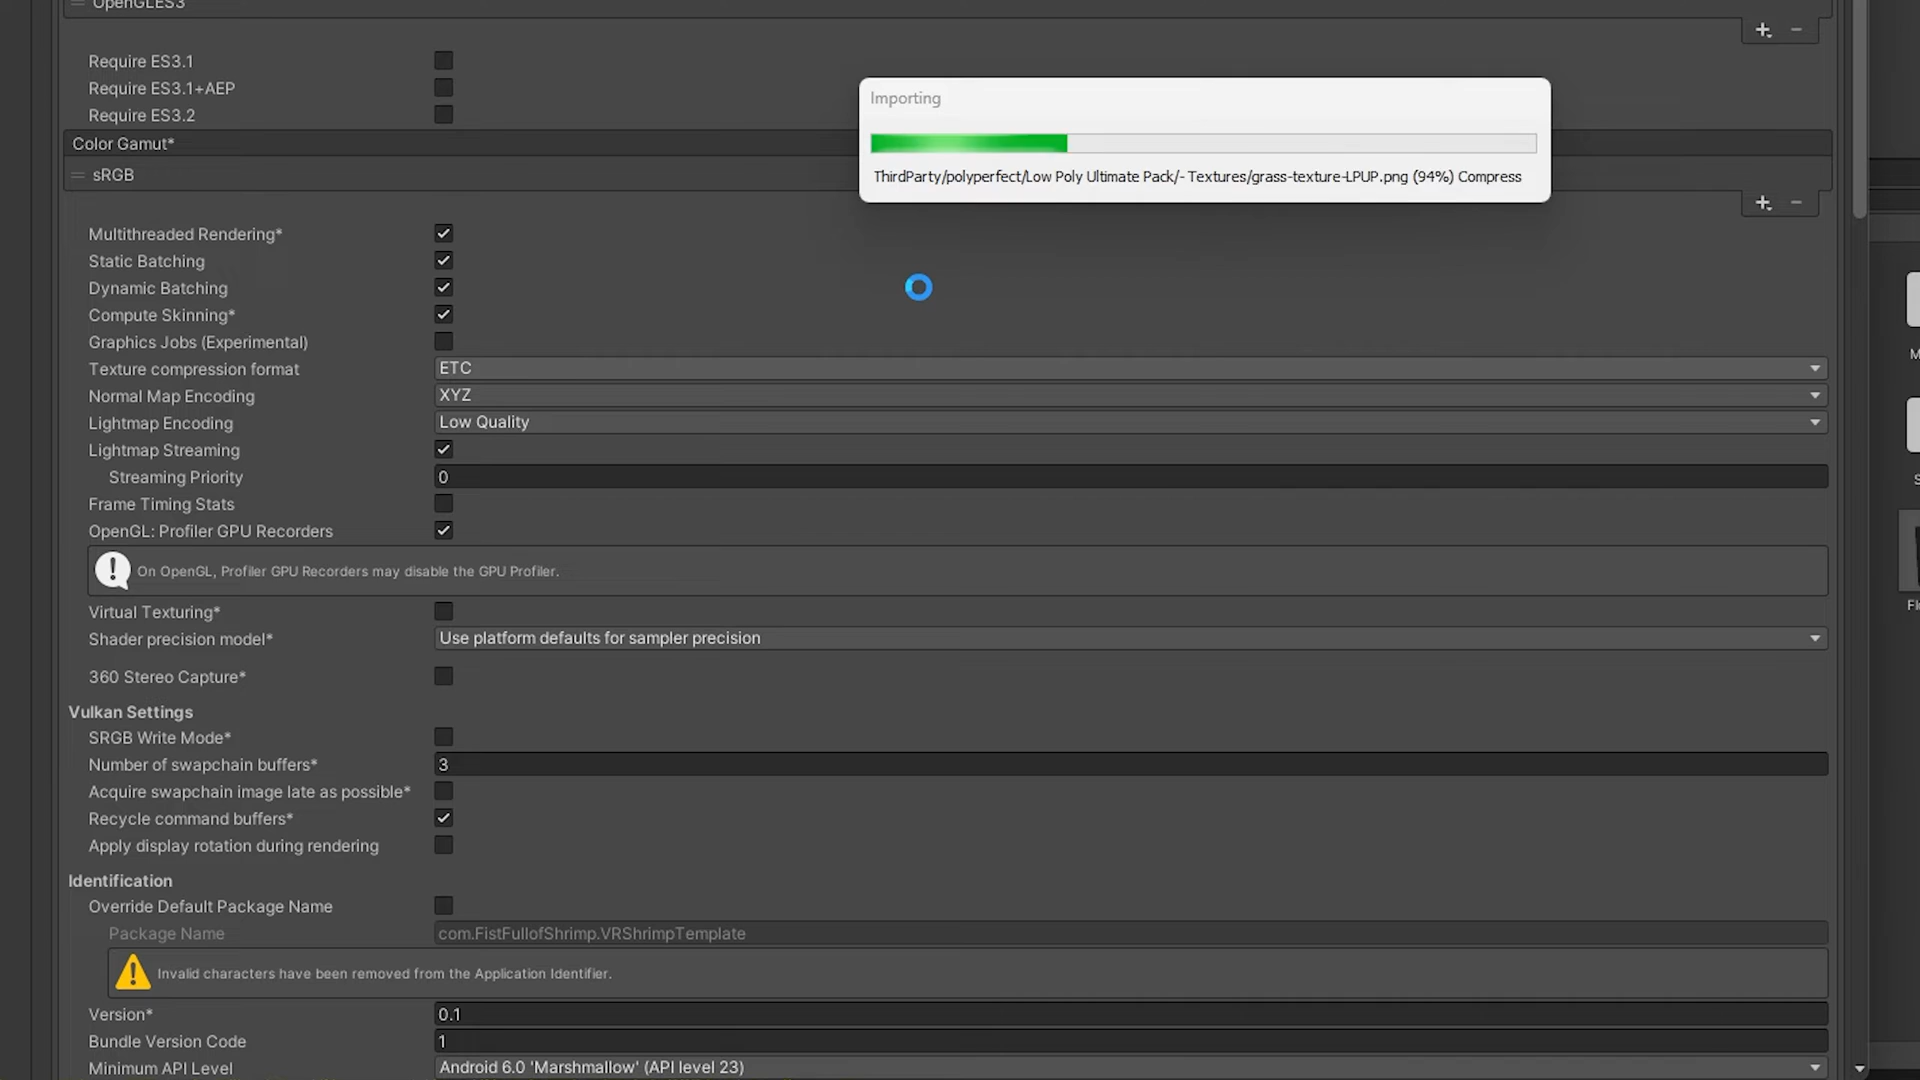 OpenGLES3
Require ES3.1
Require ES3.1+AEP
Require ES3.2
Color Gamut*
sRGB
Importing
ThirdParty/polyperfect/Low Poly Ultimate Pack/- Textures/grass-texture-LPUP.png (94%) Compress
Multithreaded Rendering*
Static Batching
Dynamic Batching
Compute Skinning*
Graphics Jobs (Experimental)
Texture compression format ETC
Normal Map Encoding XYZ
Lightmap Encoding Low Quality
Lightmap Streaming
Streaming Priority 0
Frame Timing Stats
OpenGL: Profiler GPU Recorders
On OpenGL, Profiler GPU Recorders may disable the GPU Profiler.
Virtual Texturing*
Shader precision model* Use platform defaults for sampler precision
360 Stereo Capture*
Vulkan Settings
SRGB Write Mode*
Number of swapchain buffers* 3
Acquire swapchain image late as possible*
Recycle command buffers*
Apply display rotation during rendering
Identification
Override Default Package Name
Package Name com.FistFullofShrimp.VRShrimpTemplate
Invalid characters have been removed from the Application Identifier.
Version* 0.1
Bundle Version Code 1
Minimum API Level Android 6.0 'Marshmallow' (API level 23)